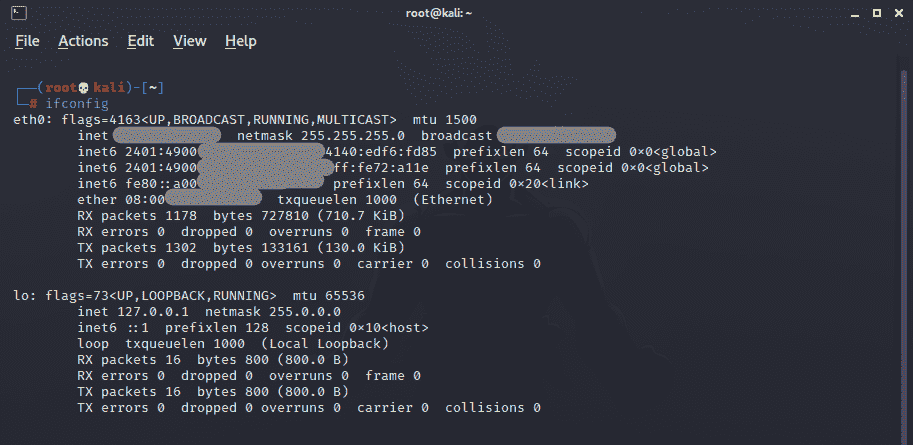 root@kali: ~
File Actions Edit View Help
┌──(root💀kali)-[~]
└─# ifconfig
eth0: flags=4163<UP,BROADCAST,RUNNING,MULTICAST>  mtu 1500
        inet                netmask 255.255.255.0  broadcast
        inet6 2401:4900                4140:edf6:fd85  prefixlen 64  scopeid 0×0<global>
        inet6 2401:4900                 ff:fe72:a11e  prefixlen 64  scopeid 0×0<global>
        inet6 fe80::a00                 prefixlen 64  scopeid 0×20<link>
        ether 08:00              txqueuelen 1000  (Ethernet)
        RX packets 1178  bytes 727810 (710.7 KiB)
        RX errors 0  dropped 0  overruns 0  frame 0
        TX packets 1302  bytes 133161 (130.0 KiB)
        TX errors 0  dropped 0 overruns 0  carrier 0  collisions 0
lo: flags=73<UP,LOOPBACK,RUNNING>  mtu 65536
        inet 127.0.0.1  netmask 255.0.0.0
        inet6 ::1  prefixlen 128  scopeid 0×10<host>
        loop  txqueuelen 1000  (Local Loopback)
        RX packets 16  bytes 800 (800.0 B)
        RX errors 0  dropped 0  overruns 0  frame 0
        TX packets 16  bytes 800 (800.0 B)
        TX errors 0  dropped 0 overruns 0  carrier 0  collisions 0